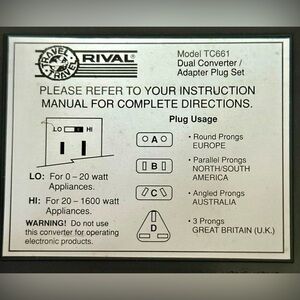 TRAVEL TRAVEL
RIVAL®
Model TC661
Dual Converter /
Adapter Plug Set
PLEASE REFER TO YOUR INSTRUCTION
MANUAL FOR COMPLETE DIRECTIONS.
LO HI
LO: For 0 – 20 watt
Appliances.
HI: For 20 - 1600 watt
Appliances.
WARNING! Do not use
this converter for operating
electronic products.
Plug Usage
A
• Round Prongs
EUROPE
B
• Parallel Prongs
NORTH/SOUTH
AMERICA
C
• Angled Prongs
AUSTRALIA
D
• 3 Prongs
GREAT BRITAIN (U.K.)